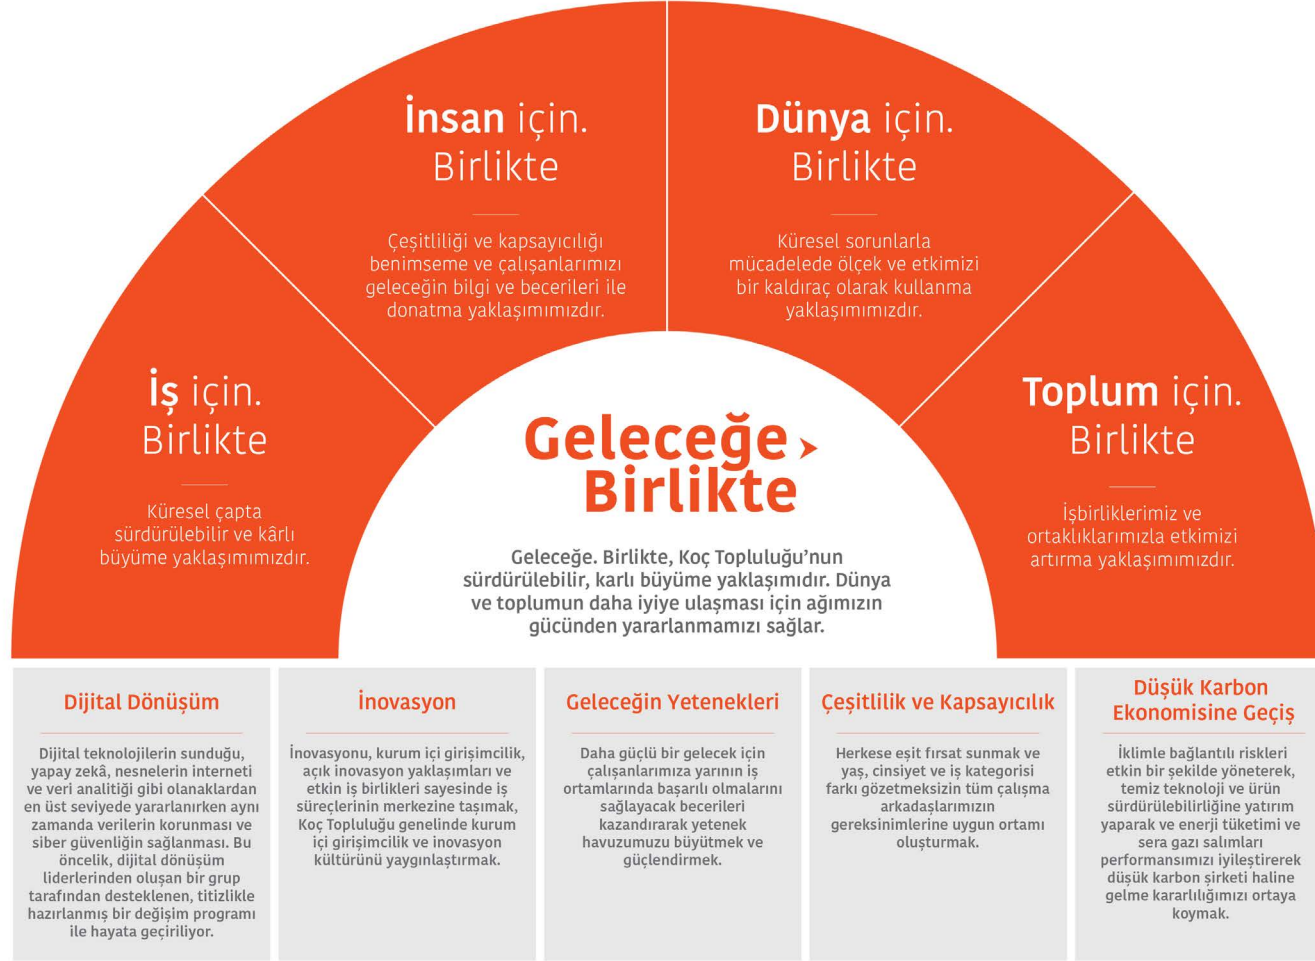 İnsan için.
Birlikte
Çeşitliliği ve kapsayıcılığı
benimseme ve çalışanlarımızı
geleceğin bilgi ve becerileri ile
donatma yaklaşımımızdır.
Dünya için.
Birlikte
Küresel sorunlarla
mücadelede ölçek ve etkimizi
bir kaldıraç olarak kullanma
yaklaşımımızdır.
İş için.
Birlikte
Küresel çapta
sürdürülebilir ve kârlı
büyüme yaklaşımımızdır.
Toplum için.
Birlikte
İşbirliklerimiz ve
ortaklıklarımızla etkimizi
artırma yaklaşımımızdır.
Geleceğe
Birlikte
Geleceğe. Birlikte, Koç Topluluğu’nun
sürdürülebilir, karlı büyüme yaklaşımıdır. Dünya
ve toplumun daha iyiye ulaşması için ağımızın
gücünden yararlanmamızı sağlar.
Dijital Dönüşüm
Dijital teknolojilerin sunduğu,
yapay zekâ, nesnelerin interneti
ve veri analitiği gibi olanaklardan
en üst seviyede yararlanırken aynı
zamanda verilerin korunması ve
siber güvenliğin sağlanması. Bu
öncelik, dijital dönüşüm
liderlerinden oluşan bir grup
tarafından desteklenen, titizlikle
hazırlanmış bir değişim programı
ile hayata geçiriliyor.
İnovasyon
İnovasyonu, kurum içi girişimcilik,
açık inovasyon yaklaşımları ve
etkin iş birlikleri sayesinde iş
süreçlerinin merkezine taşımak,
Koç Topluluğu genelinde kurum
içi girişimcilik ve inovasyon
kültürünü yaygınlaştırmak.
Geleceğin Yetenekleri
Daha güçlü bir gelecek için
çalışanlarımıza yarının iş
ortamlarında başarılı olmalarını
sağlayacak becerileri
kazandırarak yetenek
havuzumuzu büyütmek ve
güçlendirmek.
Çeşitlilik ve Kapsayıcılık
Herkese eşit fırsat sunmak ve
yaş, cinsiyet ve iş kategorisi
farkı gözetmeksizin tüm çalışma
arkadaşlarımızın
gereksinimlerine uygun ortamı
oluşturmak.
Düşük Karbon
Ekonomisine Geçiş
İklimle bağlantılı riskleri
etkin bir şekilde yöneterek,
temiz teknoloji ve ürün
sürdürülebilirliğine yatırım
yaparak ve enerji tüketimi ve
sera gazı salımları
performansımızı iyileştirerek
düşük karbon şirketi haline
gelme kararlılığımızı ortaya
koymak.